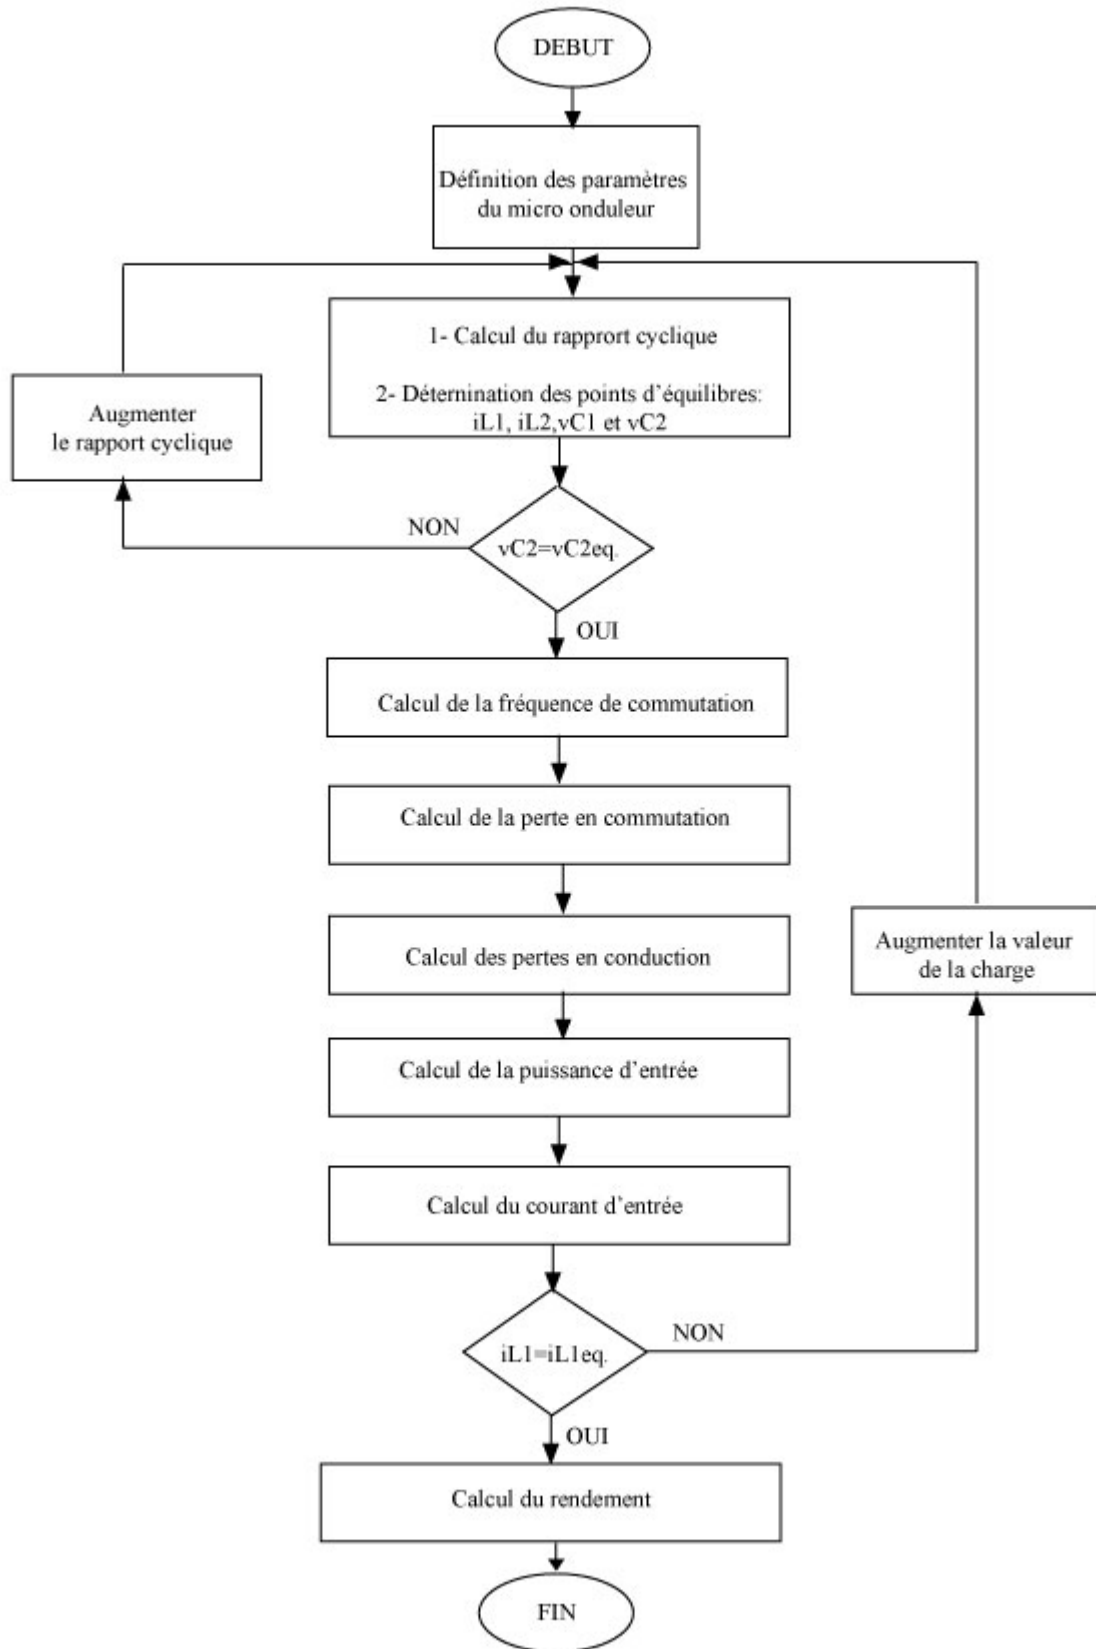 DEBUT
Définition des paramètres
du micro onduleur
1- Calcul du rapprort cyclique
2- Déternination des points d’équilibres:
iL1, iL2,vC1 et vC2
Augmenter
le rapport cyclique
NON
vC2=vC2eq.
OUI
Calcul de la fréquence de commutation
Calcul de la perte en commutation
Calcul des pertes en conduction
Augmenter la valeur
de la charge
Calcul de la puissance d’entrée
Calcul du courant d’entrée
NON
iL1=iL1eq.
OUI
Calcul du rendement
FIN